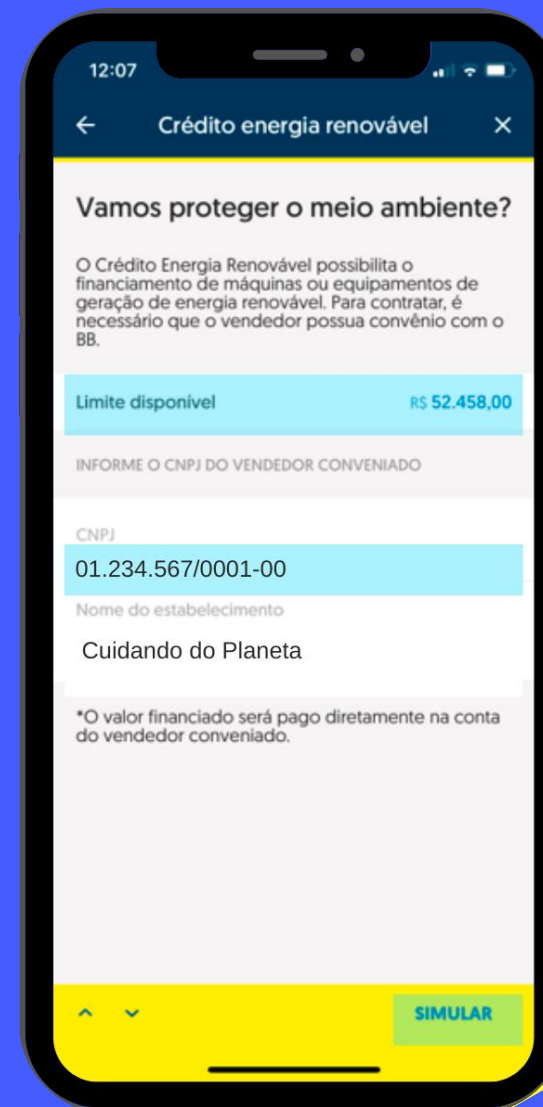 12:07
Crédito energia renovável
Vamos proteger o meio ambiente?
O Crédito Energia Renovável possibilita o
financiamento de máquinas ou equipamentos de
geração de energia renovável. Para contratar, é
necessário que o vendedor possua convênio com o
BB.
Limite disponível R$ 52.458,00
INFORME O CNPJ DO VENDEDOR CONVENIADO
CNPJ
01.234.567/0001-00
Nome do estabelecimento
Cuidando do Planeta
*O valor financiado será pago diretamente na conta
do vendedor conveniado.
SIMULAR